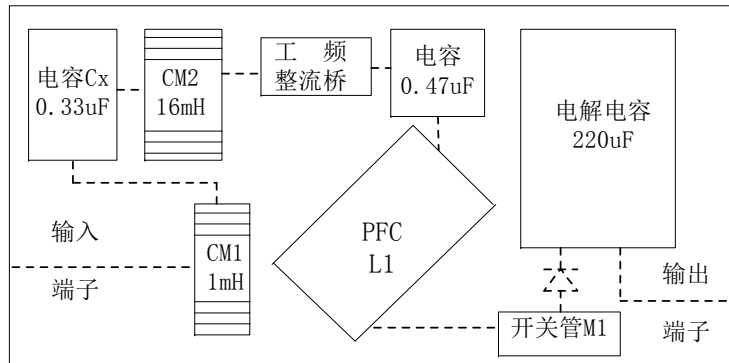 电容Cx
0.33uF
CM2
16mH
工 频
整流桥
电容
0.47uF
电解电容
220uF
输入
端子
CM1
1mH
PFC
L1
开关管M1
输出
端子